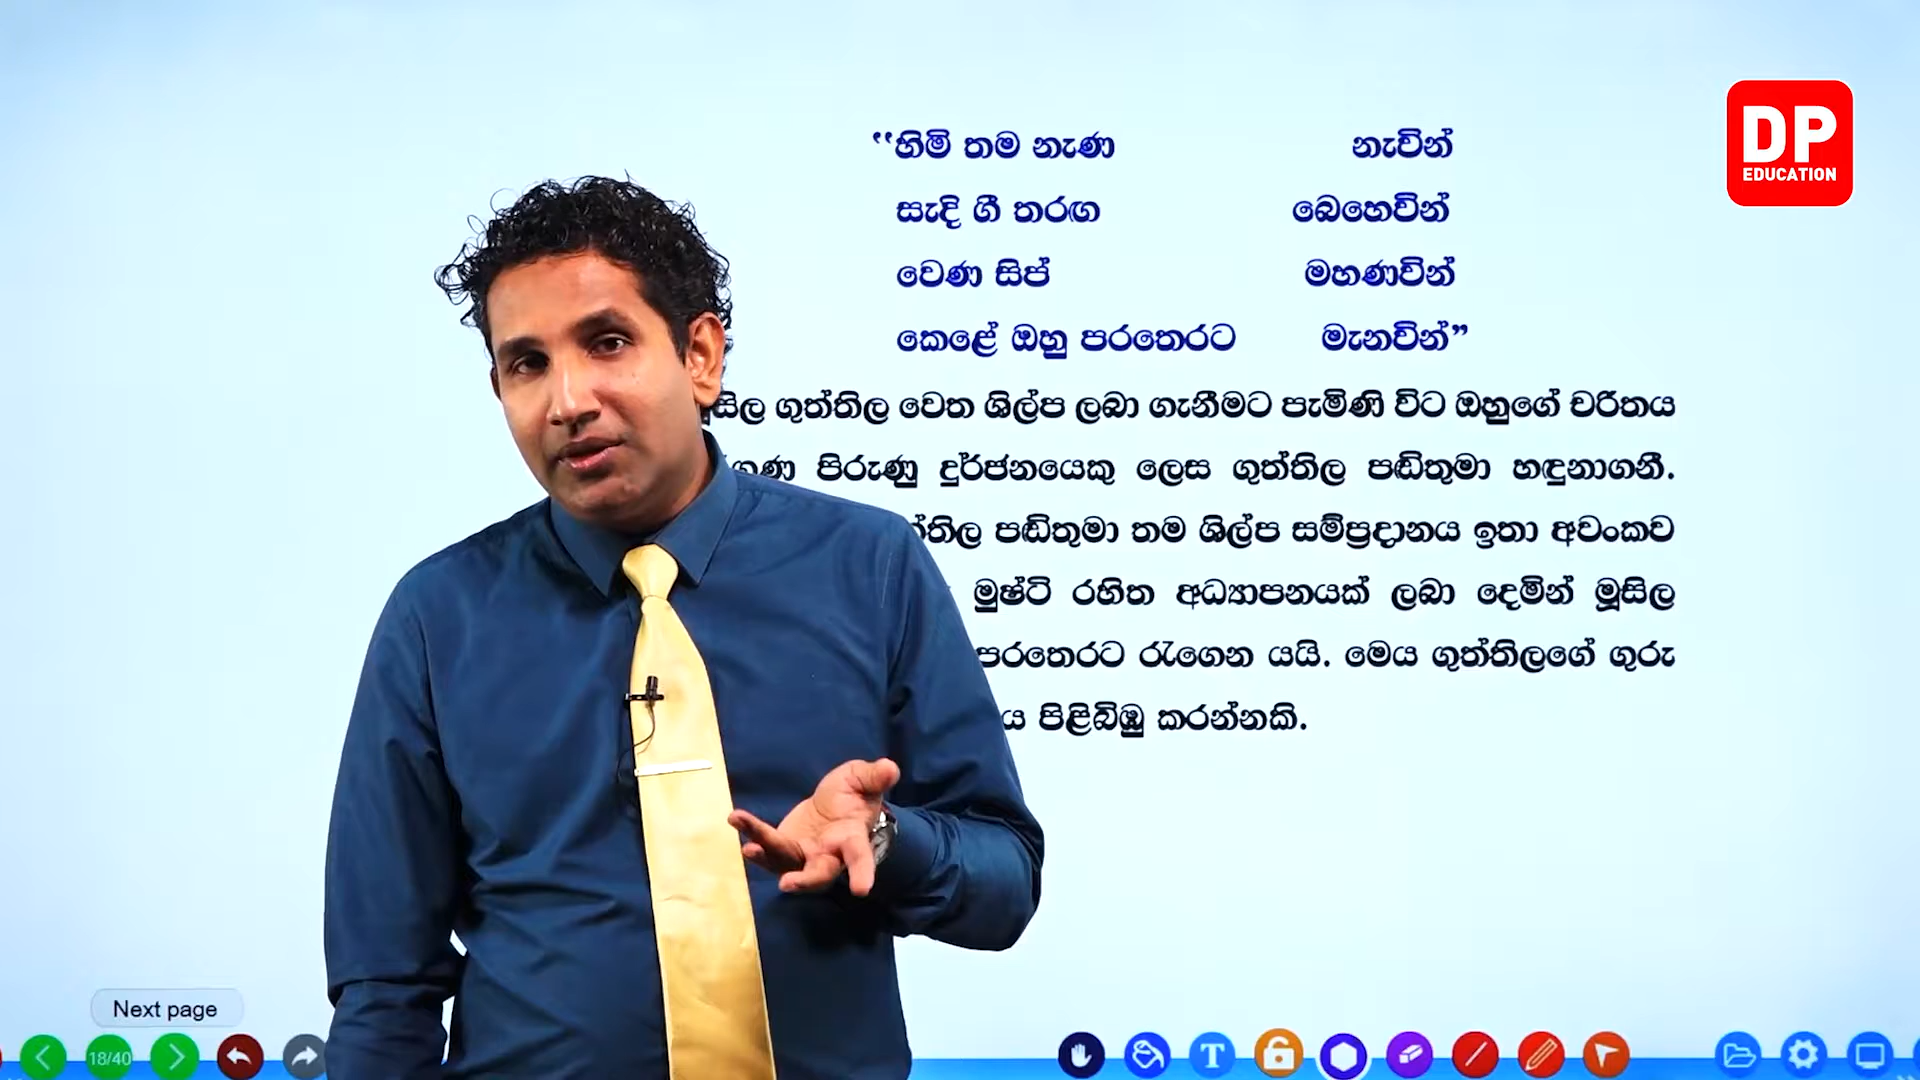 DP
EDUCATION
“හිමි තම නැණ නැවින්
සැදි ගී තරඟ බෙහෙවින්
වෙණ සිප් මහණවින්
කෙළේ ඔහු පරතෙරට මැනවින්”
ගුත්තිල වෙත ශිල්ප ලබා ගැනීමට පැමිණි විට ඔහුගේ චරිතය
පිරුණු දුර්ජනයෙකු ලෙස ගුත්තිල පඬිතුමා හඳුනාගනී.
පඬිතුමා තම ශිල්ප සම්ප්‍රදානය ඉතා අවංකව
මුෂ්ටි රහිත අධ්‍යාපනයක් ලබා දෙමින් මූසිල
පරතෙරට රැගෙන යයි. මෙය ගුත්තිලගේ ගුරු
පිළිබිඹු කරන්නකි.
Next page
18/40
T